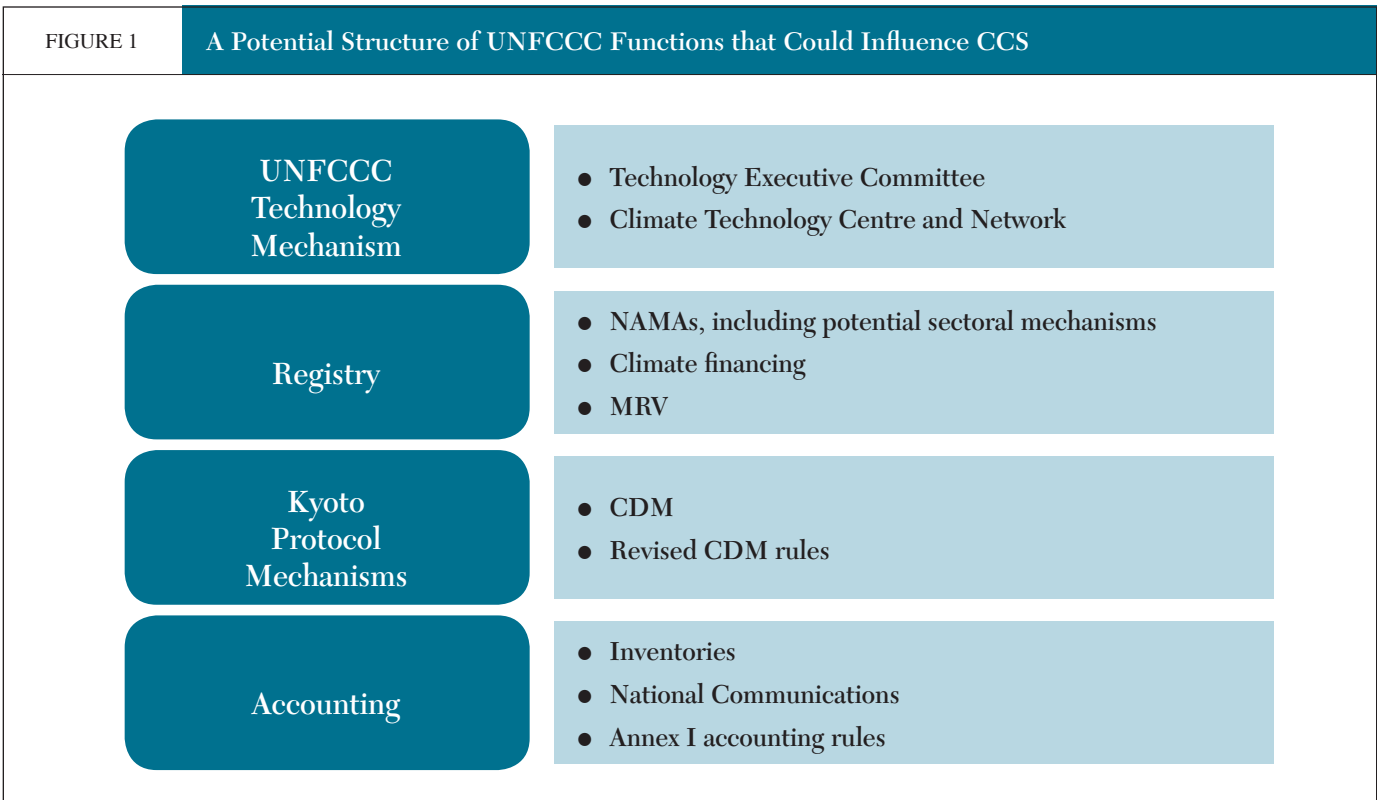 FIGURE 1
A Potential Structure of UNFCCC Functions that Could Influence CCS
UNFCCC
Technology
Mechanism
● Technology Executive Committee
● Climate Technology Centre and Network
Registry
● NAMAs, including potential sectoral mechanisms
● Climate financing
● MRV
Kyoto
Protocol
Mechanisms
● CDM
● Revised CDM rules
Accounting
● Inventories
● National Communications
● Annex I accounting rules